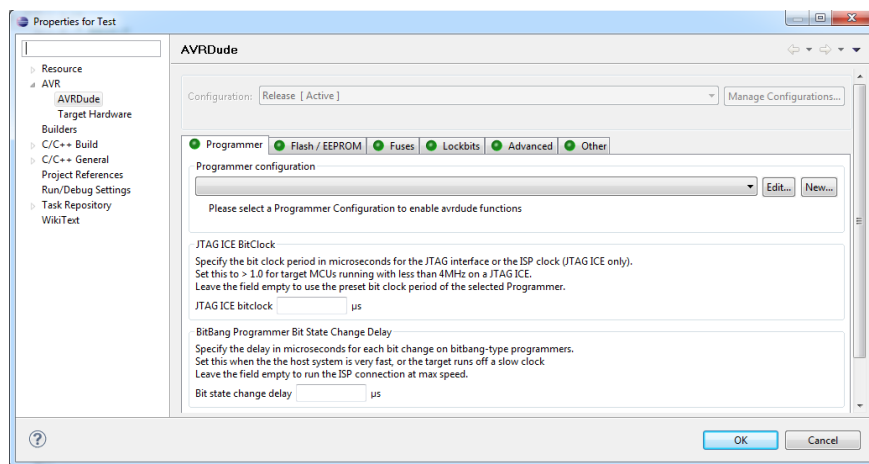 Properties for Test
AVRDude
Resource
AVR
AVRDude
Target Hardware
Builders
C/C++ Build
C/C++ General
Project References
Run/Debug Settings
Task Repository
WikiText
Configuration: Release [ Active ] Manage Configurations...
Programmer Flash / EEPROM Fuses Lockbits Advanced Other
Programmer configuration
Edit... New...
Please select a Programmer Configuration to enable avrdude functions
JTAG ICE BitClock
Specify the bit clock period in microseconds for the JTAG interface or the ISP clock (JTAG ICE only).
Set this to > 1.0 for target MCUs running with less than 4MHz on a JTAG ICE.
Leave the field empty to use the preset bit clock period of the selected Programmer.
JTAG ICE bitclock µs
BitBang Programmer Bit State Change Delay
Specify the delay in microseconds for each bit change on bitbang-type programmers.
Set this when the the host system is very fast, or the target runs off a slow clock
Leave the field empty to run the ISP connection at max speed.
Bit state change delay µs
? OK Cancel